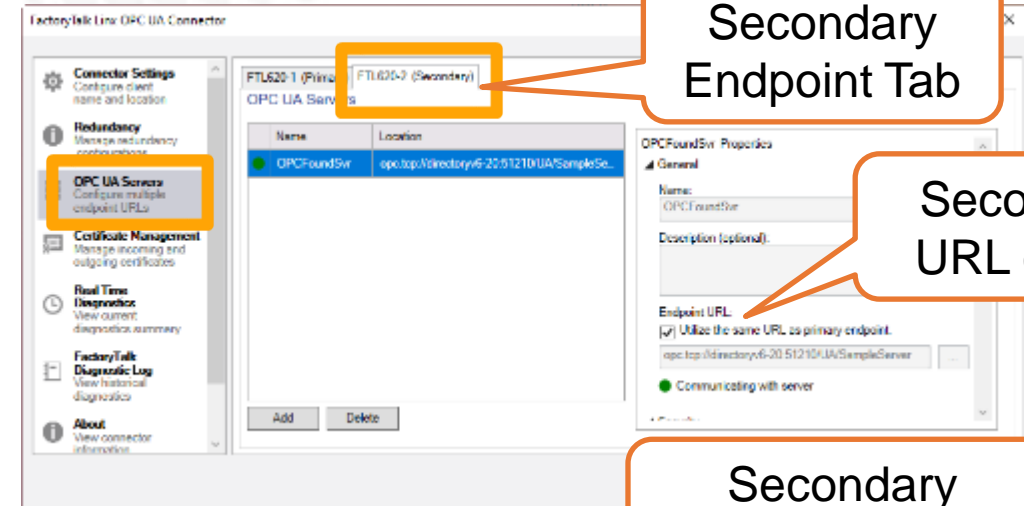 FactoryTalk Linx OPC UA Connector
Secondary
Endpoint Tab
Connector Settings
Configure client
name and location
Redundancy
Manage redundancy
configurations
OPC UA Servers
Configure multiple
endpoint URLs
Certificate Management
Manage incoming and
outgoing certificates
Real Time
Diagnostics
View current
diagnostics summary
FactoryTalk
Diagnostic Log
View historical
diagnostics
About
View connector
information
FTL620-1 (Prima
FTL620-2 (Secondary)
OPC UA Servers
Name Location
OPCFoundSvr opc.tcp://directoryv6-20:51210/UA/SampleSe...
Add Delete
OPCFoundSvr Properties
General
Name:
OPCFoundSvr
Description (optional):
Endpoint URL:
Utilize the same URL as primary endpoint.
opc.tcp://directoryv6-20:51210/UA/SampleServer ...
Communicating with server
Seco
URL
Secondary